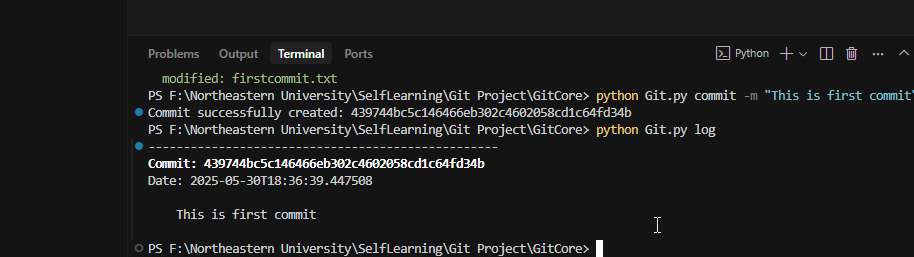 Problems Output Terminal Ports Python
modified: firstcommit.txt
PS F:\Northeastern University\SelfLearning\Git Project\GitCore> python Git.py commit -m "This is first commit"
Commit successfully created: 439744bc5c146466eb302c4602058cd1c64fd34b
PS F:\Northeastern University\SelfLearning\Git Project\GitCore> python Git.py log
--------------------------------------------------
Commit: 439744bc5c146466eb302c4602058cd1c64fd34b
Date: 2025-05-30T18:36:39.447508
This is first commit
PS F:\Northeastern University\SelfLearning\Git Project\GitCore>